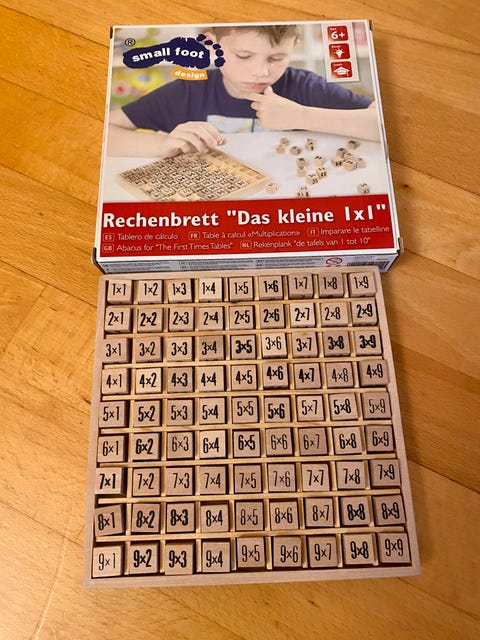 ®
small foot
design
6+
Rechenbrett "Das kleine 1x1"
ES Tablero de cálculo FR Table à calcul «Multiplication» IT Imparare le tabelline
GB Abacus for "The First Times Tables" NL Rekenplank "de tafels van 1 tot 10"
1×1 1×2 1×3 1×4 1×5 1×6 1×7 1×8 1×9
2×1 2×2 2×3 2×4 2×5 2×6 2×7 2×8 2×9
3×1 3×2 3×3 3×4 3×5 3×6 3×7 3×8 3×9
4×1 4×2 4×3 4×4 4×5 4×6 4×7 4×8 4×9
5×1 5×2 5×3 5×4 5×5 5×6 5×7 5×8 5×9
6×1 6×2 6×3 6×4 6×5 6×6 6×7 6×8 6×9
7×1 7×2 7×3 7×4 7×5 7×6 7×7 7×8 7×9
8×1 8×2 8×3 8×4 8×5 8×6 8×7 8×8 8×9
9×1 9×2 9×3 9×4 9×5 9×6 9×7 9×8 9×9